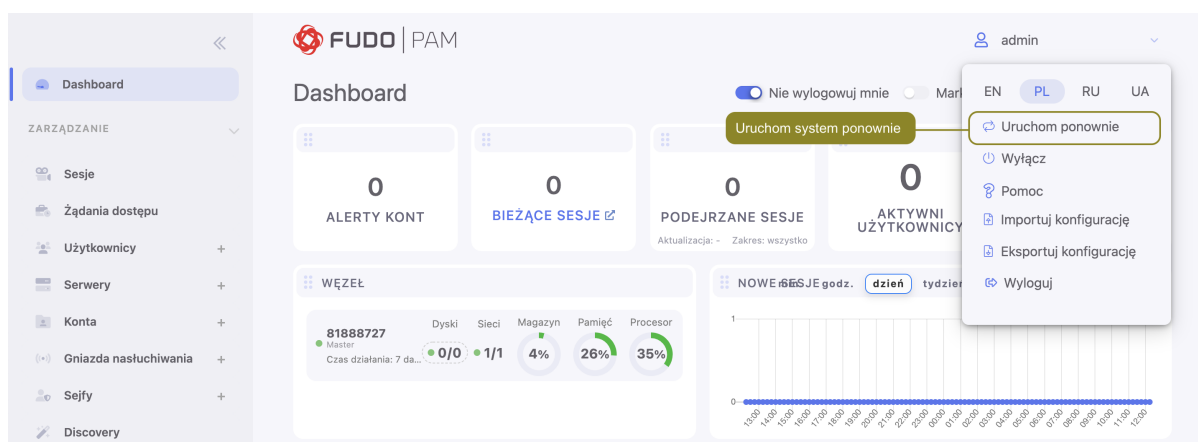 FUDO | PAM
admin
Dashboard
ZARZĄDZANIE
Sesje
Żądania dostępu
Użytkownicy +
Serwery +
Konta +
Gniazda nasłuchiwania +
Sejfy +
Discovery
Dashboard
Nie wylogowuj mnie
Uruchom system ponownie
EN PL RU UA
Uruchom ponownie
Wyłącz
Pomoc
Importuj konfigurację
Eksportuj konfigurację
Wyloguj
0
ALERTY KONT
0
BIEŻĄCE SESJE
0
PODEJRZANE SESJE
Aktualizacja: - Zakres: wszystko
0
AKTYWNI
UŻYTKOWNICY
WĘZEŁ
Dyski Sieci Magazyn Pamięć Procesor
81888727
Master
Czas działania: 7 da...
0/0 1/1 4% 26% 35%
NOWE SESJE godz. dzień
1
0
13:00 14:00 15:00 16:00 17:00 18:00 19:00 20:00 21:00 22:00 23:00 00:00 01:00 02:00 03:00 04:00 05:00 06:00 07:00 08:00 09:00 10:00 11:00 12:00